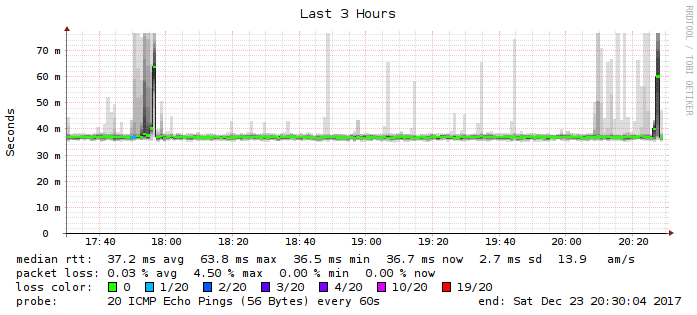 Last 3 Hours
RRDTOOL / TOBI OETIKER
Seconds
70 m
60 m
50 m
40 m
30 m
20 m
10 m
0
17:40 18:00 18:20 18:40 19:00 19:20 19:40 20:00 20:20
median rtt: 37.2 ms avg 63.8 ms max 36.5 ms min 36.7 ms now 2.7 ms sd 13.9 am/s
packet loss: 0.03 % avg 4.50 % max 0.00 % min 0.00 % now
loss color: 0 1/20 2/20 3/20 4/20 10/20 19/20
probe: 20 ICMP Echo Pings (56 Bytes) every 60s end: Sat Dec 23 20:30:04 2017